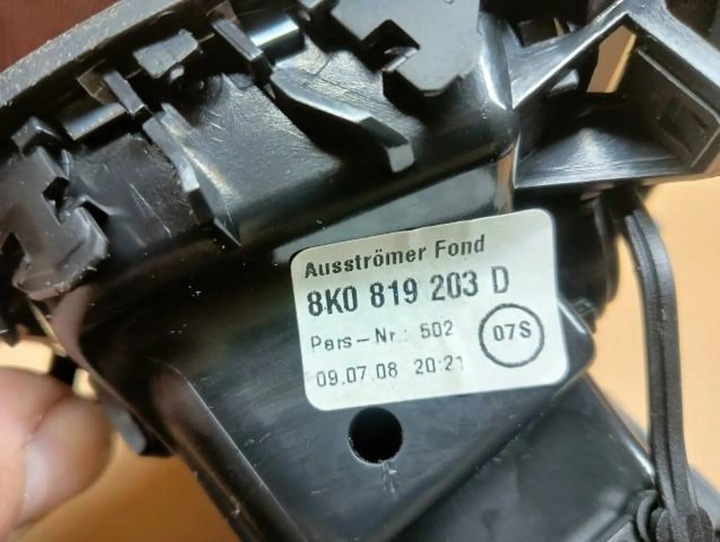 Ausströmer Fond
8K0 819 203 D
Pers-Nr.: 502
07S
09.07.08 20:21